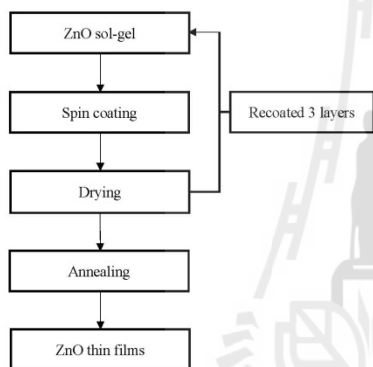 ZnO sol-gel
Spin coating
Recoated 3 layers
Drying
Annealing
ZnO thin films